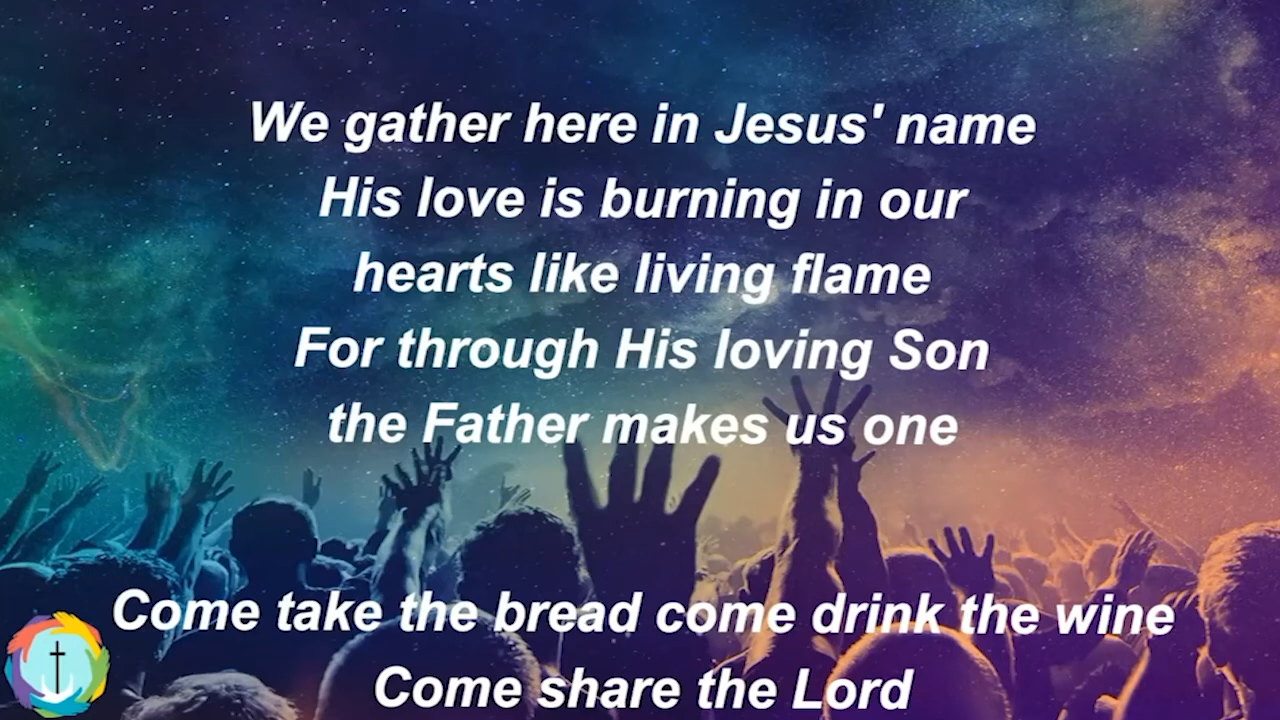 We gather here in Jesus' name
His love is burning in our
hearts like living flame
For through His loving Son
the Father makes us one
Come take the bread come drink the wine
Come share the Lord